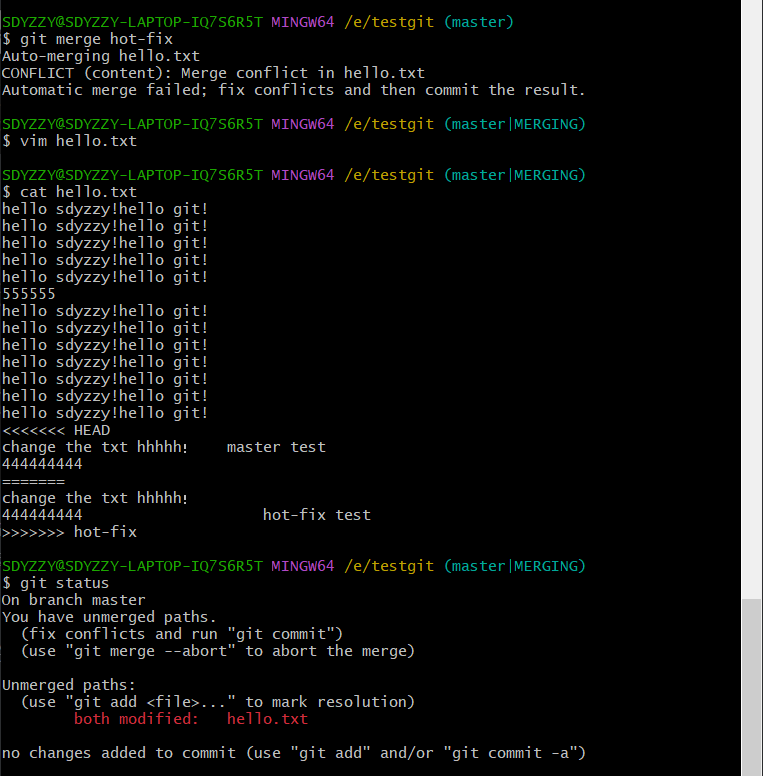 SDYZZY@SDYZZY-LAPTOP-IQ7S6R5T MINGW64 /e/testgit (master)
$ git merge hot-fix
Auto-merging hello.txt
CONFLICT (content): Merge conflict in hello.txt
Automatic merge failed; fix conflicts and then commit the result.
SDYZZY@SDYZZY-LAPTOP-IQ7S6R5T MINGW64 /e/testgit (master|MERGING)
$ vim hello.txt
SDYZZY@SDYZZY-LAPTOP-IQ7S6R5T MINGW64 /e/testgit (master|MERGING)
$ cat hello.txt
hello sdyzzy!hello git!
hello sdyzzy!hello git!
hello sdyzzy!hello git!
hello sdyzzy!hello git!
hello sdyzzy!hello git!
555555
hello sdyzzy!hello git!
hello sdyzzy!hello git!
hello sdyzzy!hello git!
hello sdyzzy!hello git!
hello sdyzzy!hello git!
hello sdyzzy!hello git!
hello sdyzzy!hello git!
<<<<<<< HEAD
change the txt hhhhh!    master test
444444444
=======
change the txt hhhhh!
444444444                    hot-fix test
>>>>>>> hot-fix
SDYZZY@SDYZZY-LAPTOP-IQ7S6R5T MINGW64 /e/testgit (master|MERGING)
$ git status
On branch master
You have unmerged paths.
  (fix conflicts and run "git commit")
  (use "git merge --abort" to abort the merge)
Unmerged paths:
  (use "git add <file>..." to mark resolution)
        both modified:   hello.txt
no changes added to commit (use "git add" and/or "git commit -a")